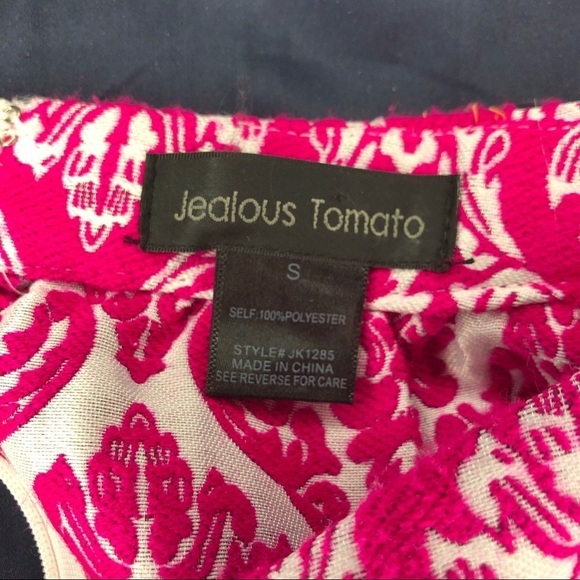 Jealous Tomato
S
SELF:100%POLYESTER
STYLE# JK1285
MADE IN CHINA
SEE REVERSE FOR CARE